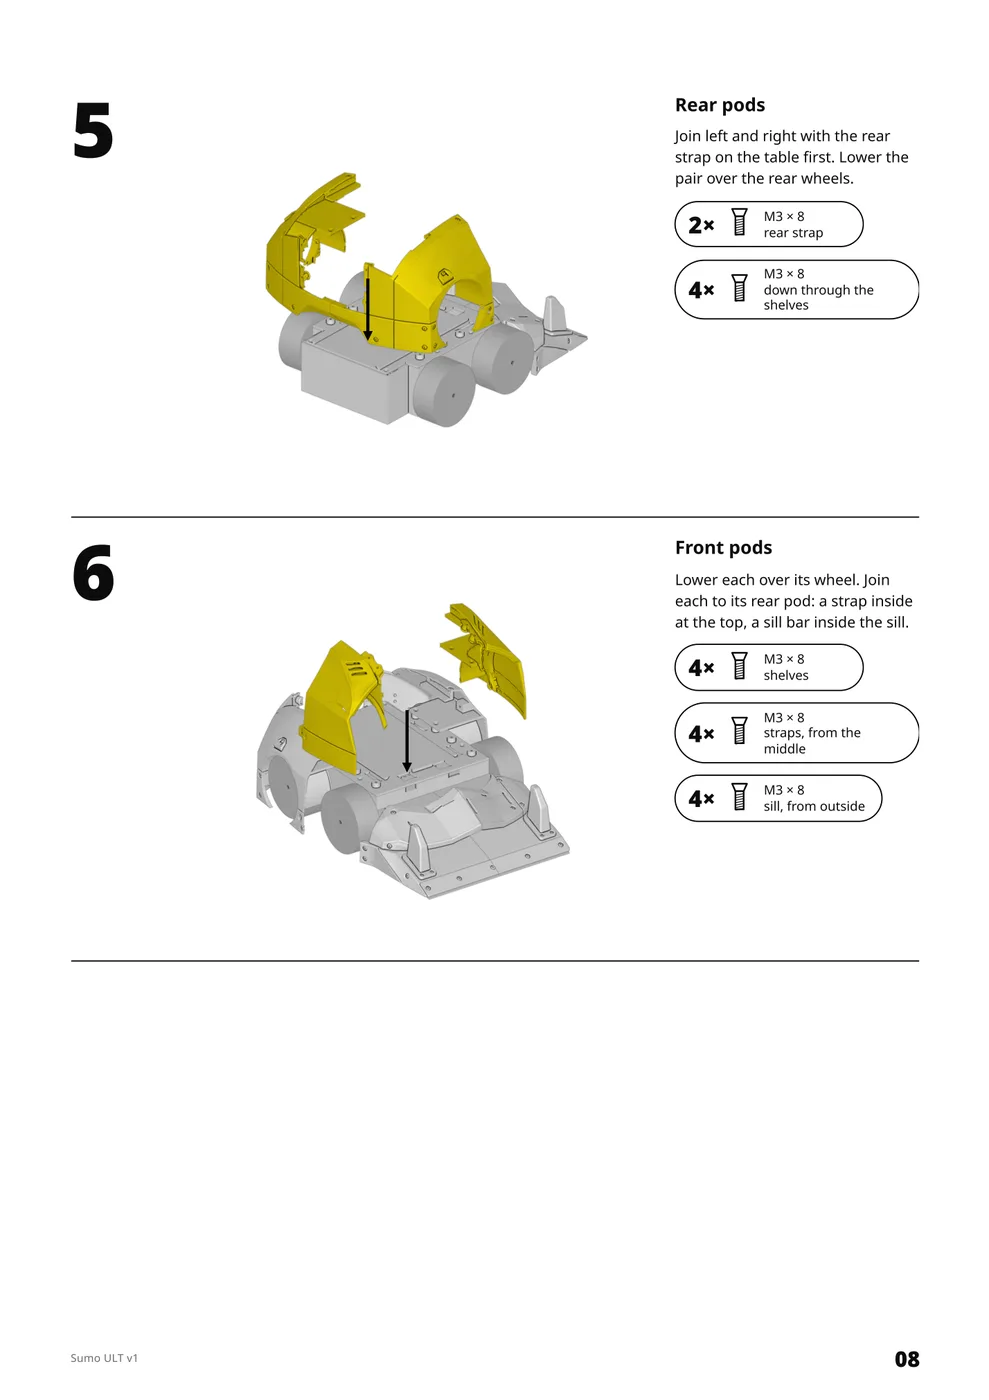 5
Rear pods
Join left and right with the rear
strap on the table first. Lower the
pair over the rear wheels.
2×
M3 × 8
rear strap
4×
M3 × 8
down through the
shelves
6
Front pods
Lower each over its wheel. Join
each to its rear pod: a strap inside
at the top, a sill bar inside the sill.
4×
M3 × 8
shelves
4×
M3 × 8
straps, from the
middle
4×
M3 × 8
sill, from outside
Sumo ULT v1
08